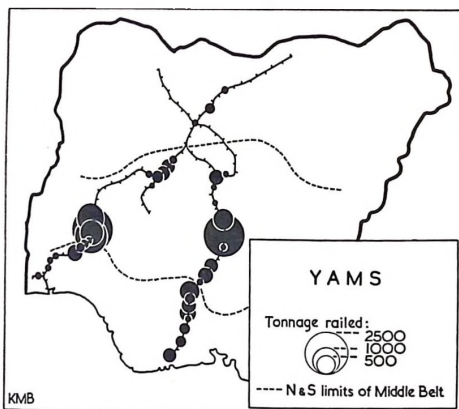 YAMS
Tonnage railed:
2500
1000
500
N & S limits of Middle Belt
KMB